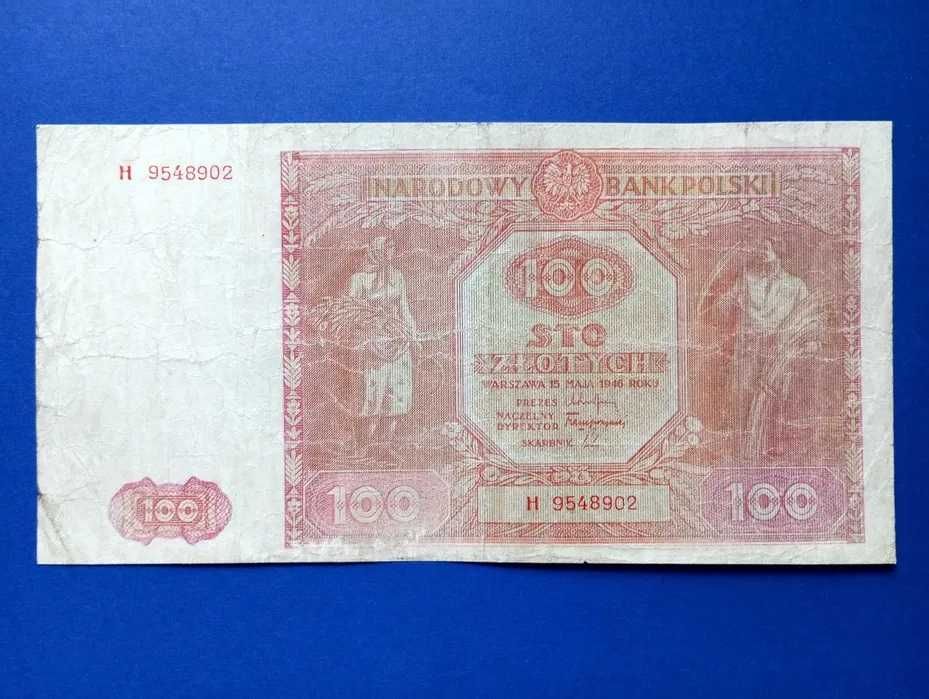 H 9548902
NARODOWY BANK POLSKI
100
STO
ZŁOTYCH
WARSZAWA 15 MAJA 1946 ROKU
PREZES
NACZELNY
DYREKTOR
SKARBNIK
100
100
H 9548902
100